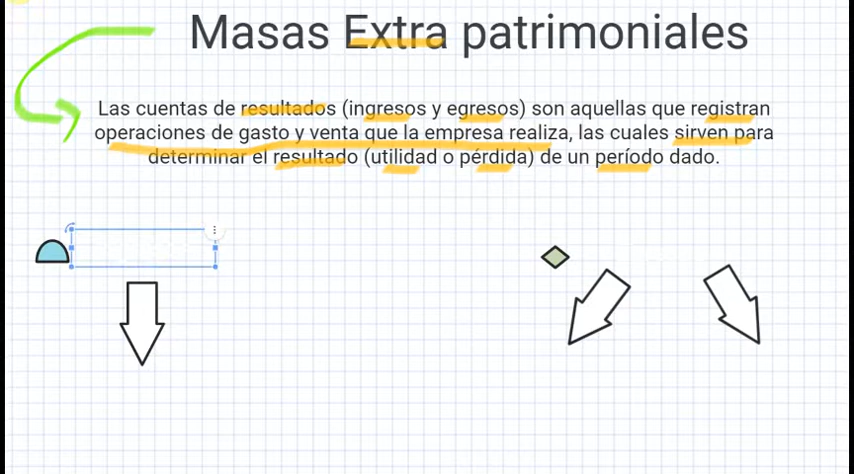 Masas Extra patrimoniales
Las cuentas de resultados (ingresos y egresos) son aquellas que registran
operaciones de gasto y venta que la empresa realiza, las cuales sirven para
determinar el resultado (utilidad o pérdida) de un período dado.